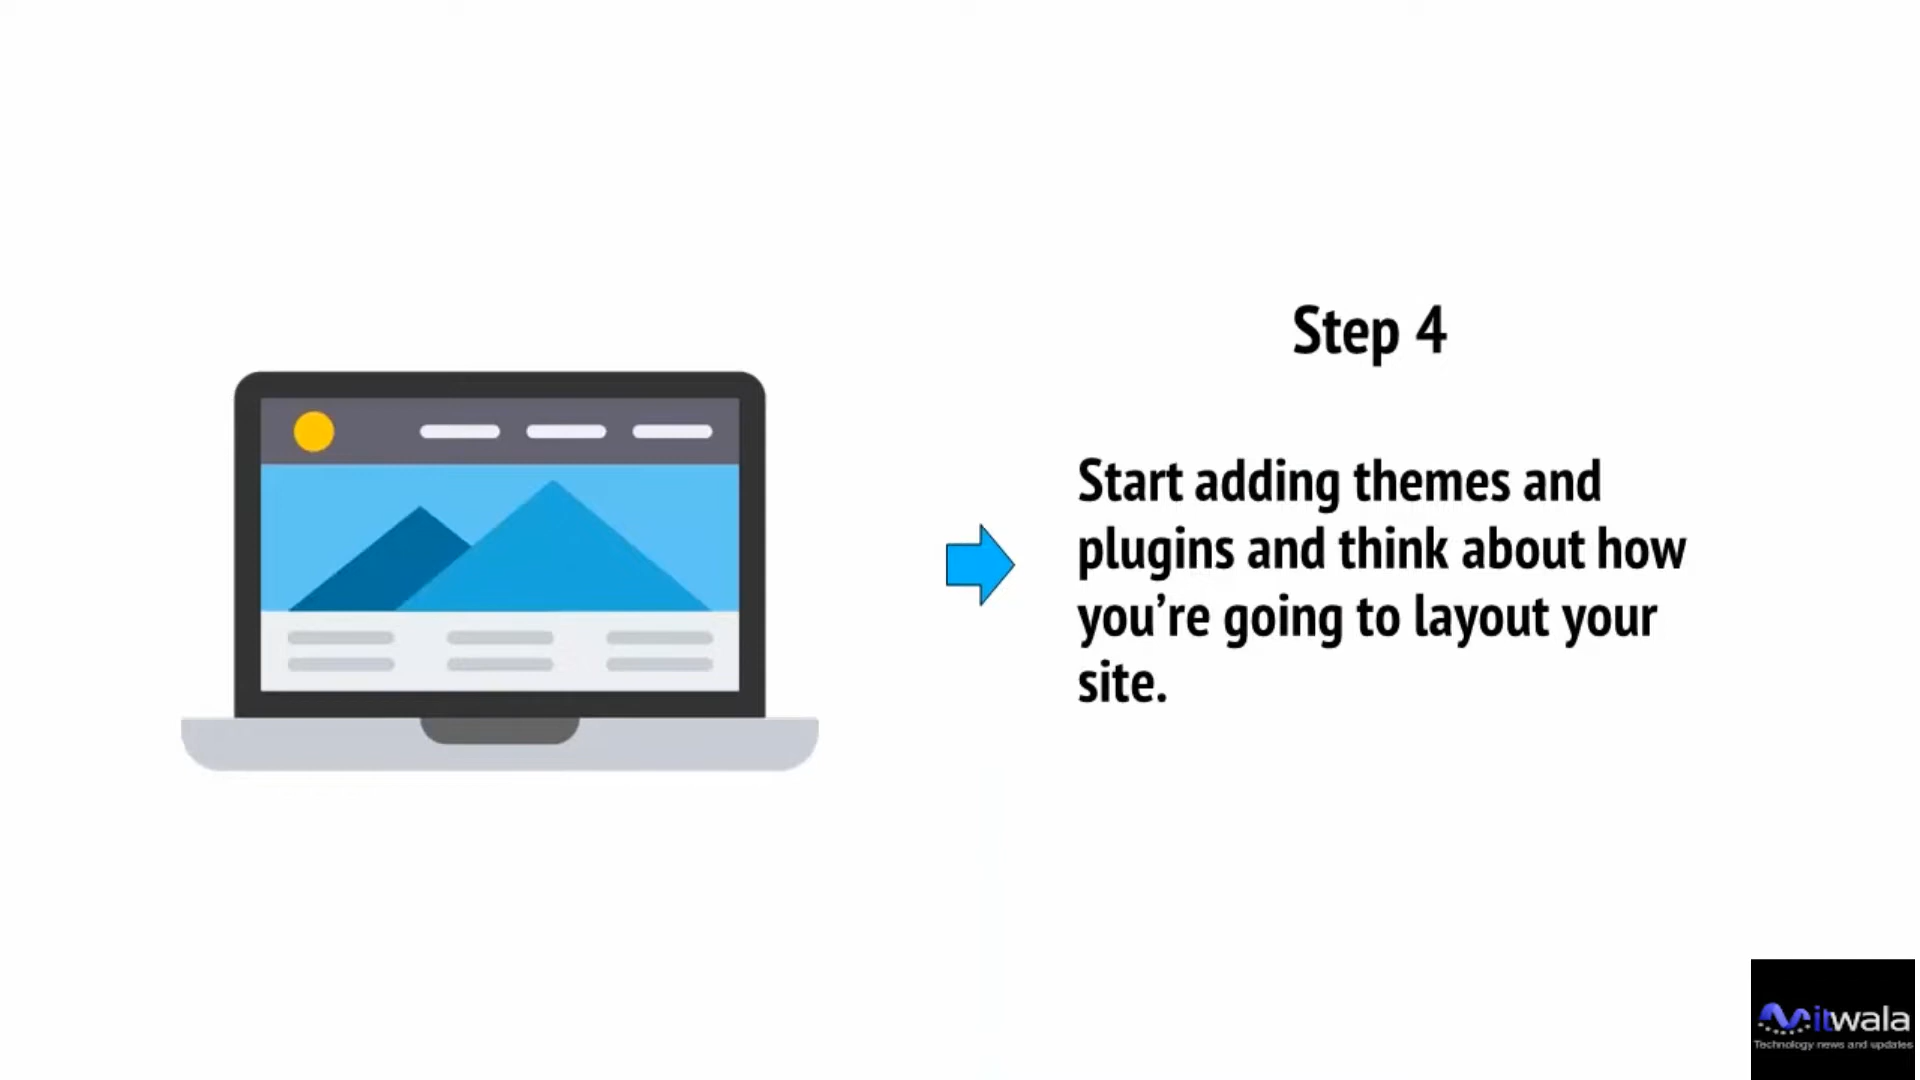 Step 4
Start adding themes and
plugins and think about how
you're going to layout your
site.
itwala
Technology news and updates